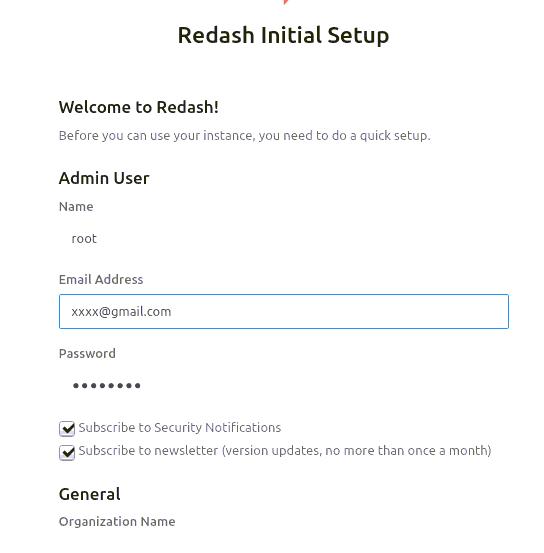 Redash Initial Setup
Welcome to Redash!
Before you can use your instance, you need to do a quick setup.
Admin User
Name
root
Email Address
xxxx@gmail.com
Password
••••••••
Subscribe to Security Notifications
Subscribe to newsletter (version updates, no more than once a month)
General
Organization Name